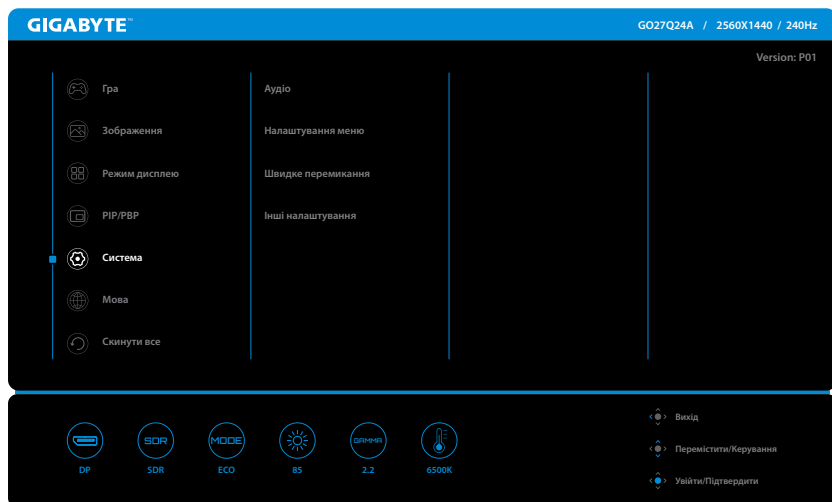 GIGABYTE™
GO27Q24A / 2560X1440 / 240Hz
Version: P01
Гра
Зображення
Режим дисплею
PIP/PBP
Система
Мова
Скинути все
Аудіо
Налаштування меню
Швидке перемикання
Інші налаштування
SDR
MODE
GAMMA
DP
SDR
ECO
85
2.2
6500K
Вихід
Перемістити/Керування
Увійти/Підтвердити